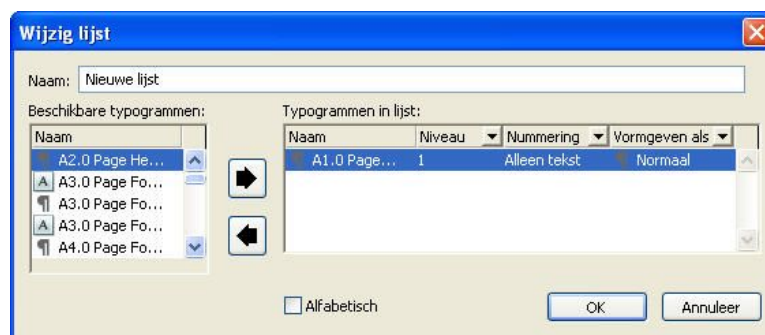 Wijzig lijst
Naam: Nieuwe lijst
Beschikbare typogrammen:
Naam
A2.0 Page He...
A A3.0 Page Fo...
¶ A3.0 Page Fo...
A A3.0 Page Fo...
¶ A4.0 Page Fo...
Typogrammen in lijst:
Naam Niveau Nummering Vormgeven als
A1.0 Page... 1 Alleen tekst ¶ Normaal
Alfabetisch
OK Annuleer